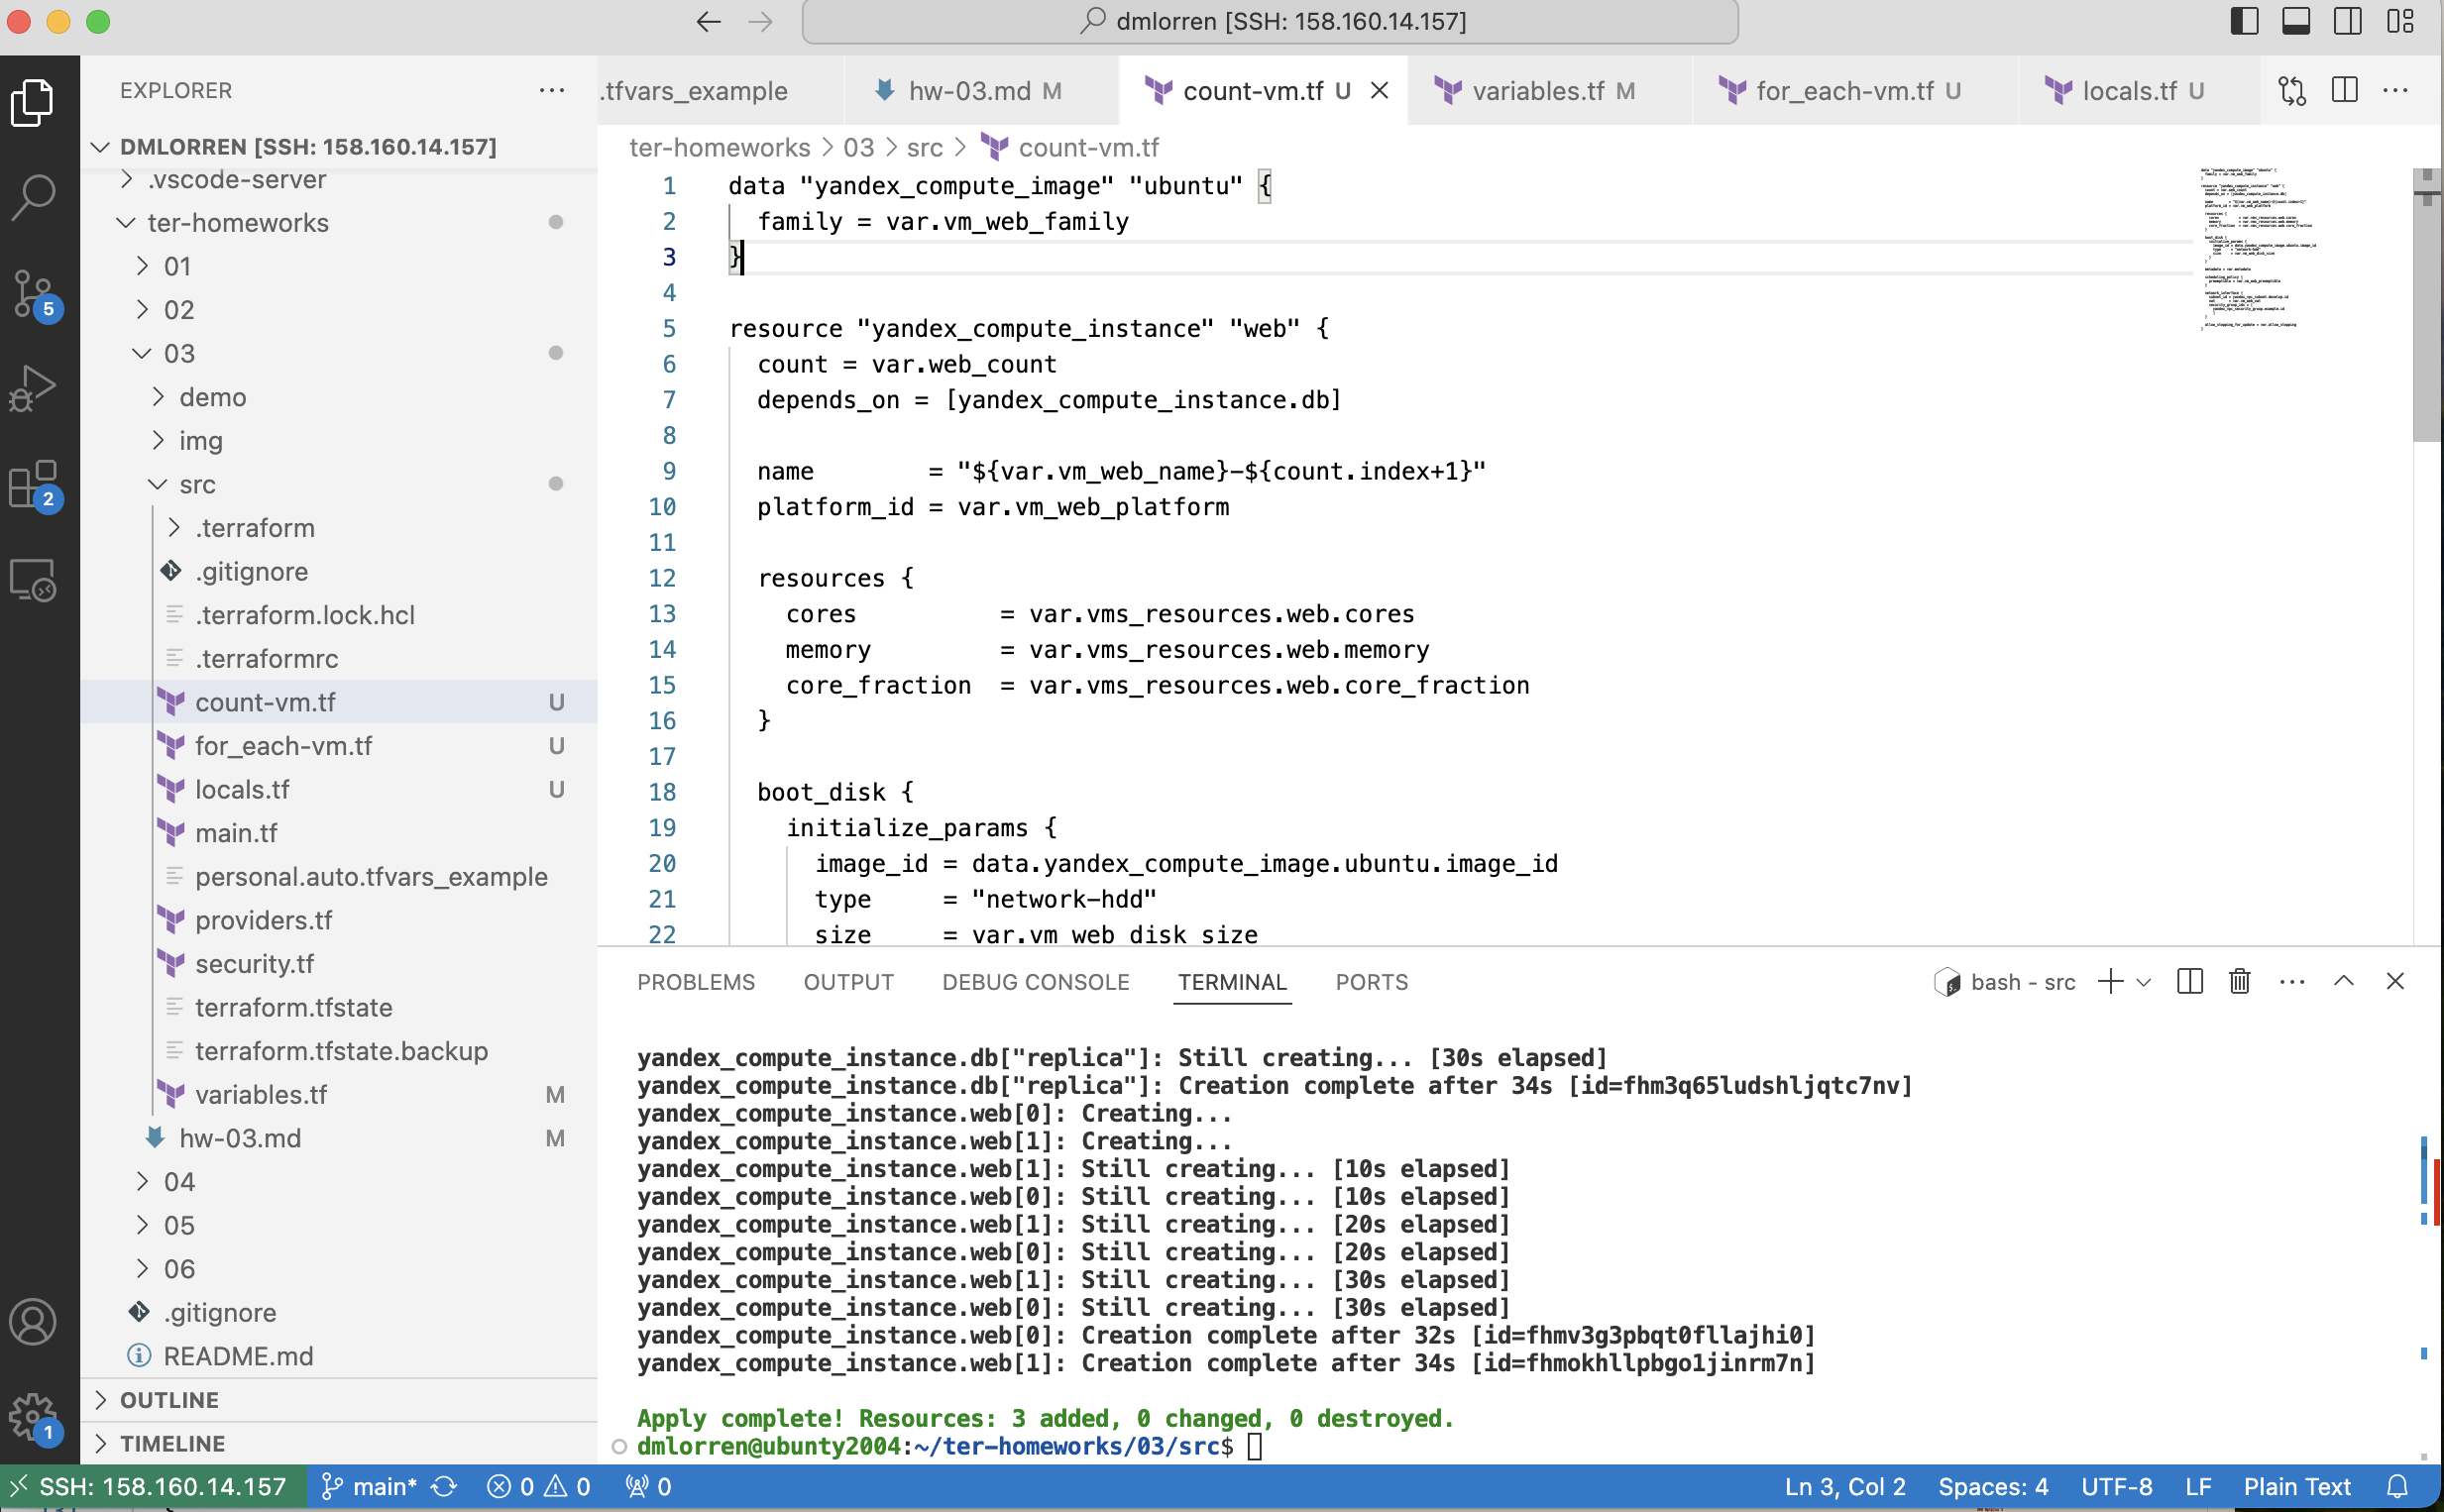 dmlorren [SSH: 158.160.14.157]
EXPLORER
DMLORREN [SSH: 158.160.14.157]
.vscode-server
ter-homeworks
01
02
03
demo
img
src
.terraform
.gitignore
.terraform.lock.hcl
.terraformrc
count-vm.tf U
for_each-vm.tf U
locals.tf U
main.tf
personal.auto.tfvars_example
providers.tf
security.tf
terraform.tfstate
terraform.tfstate.backup
variables.tf M
hw-03.md M
04
05
06
.gitignore
README.md
OUTLINE
TIMELINE
5
2
1
.tfvars_example hw-03.md M count-vm.tf U variables.tf M for_each-vm.tf U locals.tf U
ter-homeworks > 03 > src > count-vm.tf
1 data "yandex_compute_image" "ubuntu" {
2 family = var.vm_web_family
3 }
4
5 resource "yandex_compute_instance" "web" {
6 count = var.web_count
7 depends_on = [yandex_compute_instance.db]
8
9 name = "${var.vm_web_name}-${count.index+1}"
10 platform_id = var.vm_web_platform
11
12 resources {
13 cores = var.vms_resources.web.cores
14 memory = var.vms_resources.web.memory
15 core_fraction = var.vms_resources.web.core_fraction
16 }
17
18 boot_disk {
19 initialize_params {
20 image_id = data.yandex_compute_image.ubuntu.image_id
21 type = "network-hdd"
22 size = var.vm_web_disk_size
PROBLEMS OUTPUT DEBUG CONSOLE TERMINAL PORTS bash - src
yandex_compute_instance.db["replica"]: Still creating... [30s elapsed]
yandex_compute_instance.db["replica"]: Creation complete after 34s [id=fhm3q65ludshljqtc7nv]
yandex_compute_instance.web[0]: Creating...
yandex_compute_instance.web[1]: Creating...
yandex_compute_instance.web[1]: Still creating... [10s elapsed]
yandex_compute_instance.web[0]: Still creating... [10s elapsed]
yandex_compute_instance.web[1]: Still creating... [20s elapsed]
yandex_compute_instance.web[0]: Still creating... [20s elapsed]
yandex_compute_instance.web[1]: Still creating... [30s elapsed]
yandex_compute_instance.web[0]: Still creating... [30s elapsed]
yandex_compute_instance.web[0]: Creation complete after 32s [id=fhmv3g3pbqt0fllajhi0]
yandex_compute_instance.web[1]: Creation complete after 34s [id=fhmokhllpbgo1jinrm7n]
Apply complete! Resources: 3 added, 0 changed, 0 destroyed.
dmlorren@ubunty2004:~/ter-homeworks/03/src$
SSH: 158.160.14.157 main* 0 0 0 Ln 3, Col 2 Spaces: 4 UTF-8 LF Plain Text